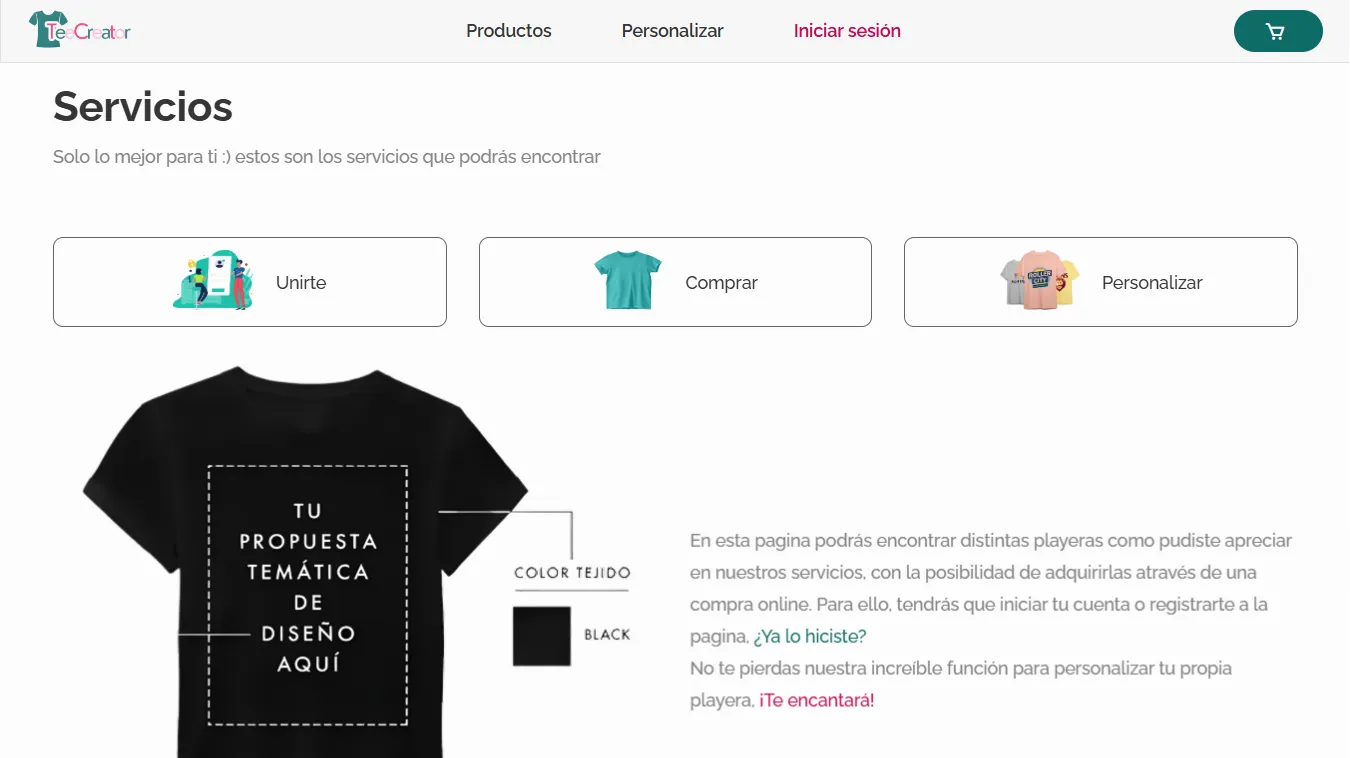 TeeCreator
Productos
Personalizar
Iniciar sesión
Servicios
Solo lo mejor para ti :) estos son los servicios que podrás encontrar
Unirte
Comprar
ROLLER
CITY
Personalizar
TU
PROPUESTA
TEMÁTICA
DE
DISEÑO
AQUÍ
COLOR TEJIDO
BLACK
En esta pagina podrás encontrar distintas playeras como pudiste apreciar
en nuestros servicios, con la posibilidad de adquirirlas através de una
compra online. Para ello, tendrás que iniciar tu cuenta o registrarte a la
pagina, ¿Ya lo hiciste?
No te pierdas nuestra increíble función para personalizar tu propia
playera, ¡Te encantará!